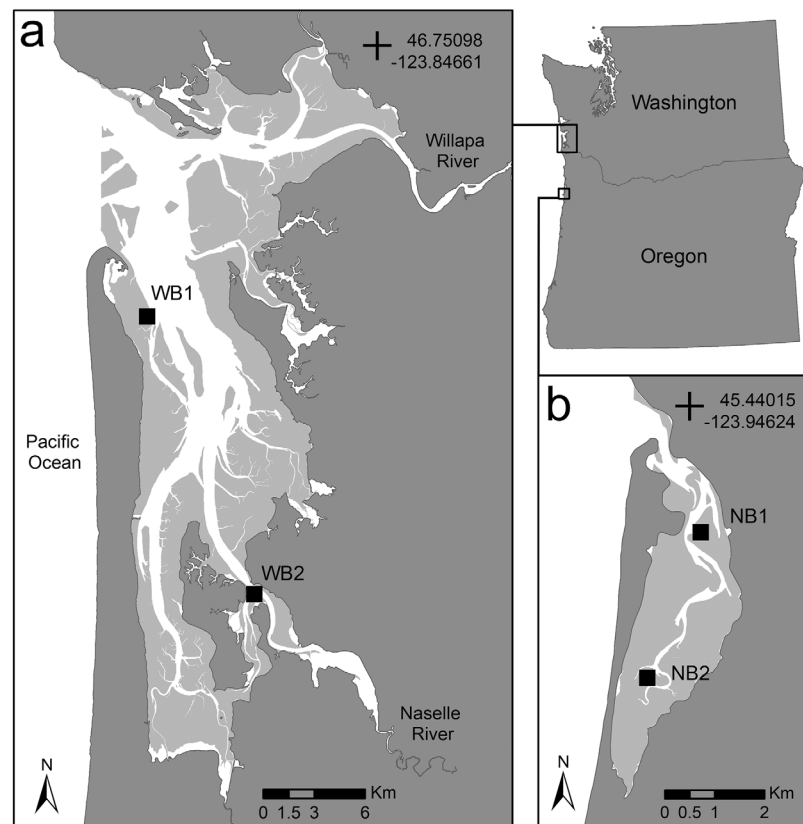 a
46.75098
-123.84661
Willapa
River
WB1
Pacific
Ocean
WB2
Naselle
River
N
Km
0 1.5 3 6
Washington
Oregon
b
45.44015
-123.94624
NB1
NB2
N
Km
0 0.5 1 2